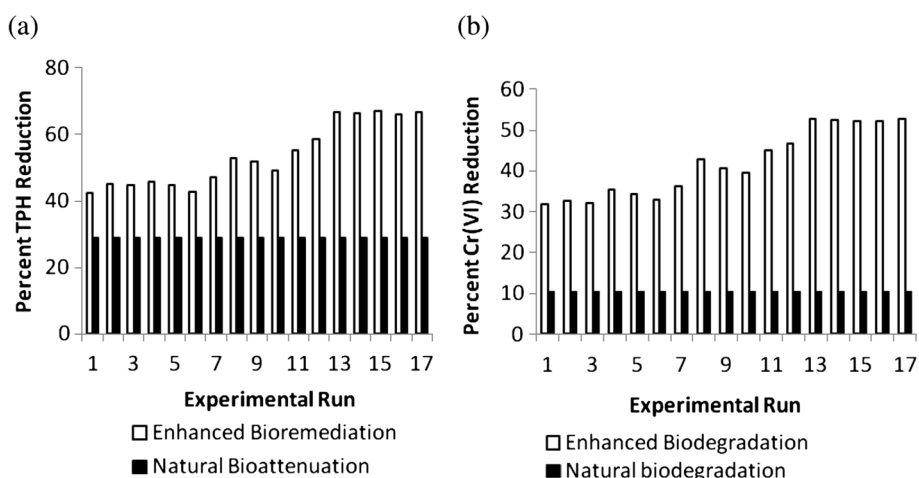 (a)
80
60
40
20
0
Percent TPH Reduction
1 3 5 7 9 11 13 15 17
Experimental Run
Enhanced Bioremediation
Natural Bioattenuation
(b)
60
50
40
30
20
10
0
Percent Cr(VI) Reduction
1 3 5 7 9 11 13 15 17
Experimental Run
Enhanced Biodegradation
Natural biodegradation